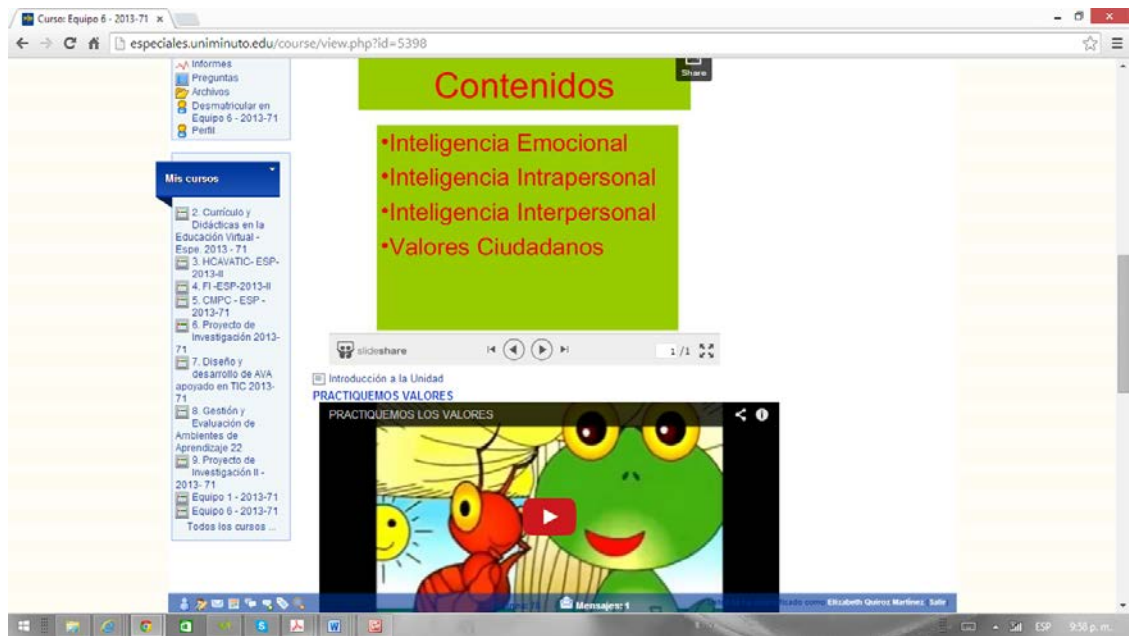 Curso: Equipo 6 - 2013-71
especiales.uniminuto.edu/course/view.php?id=5398
Informes
Preguntas
Archivos
Desmatricular en
Equipo 6 - 2013-71
Perfil
Mis cursos
2. Currículo y
Didácticas en la
Educación Virtual -
Espe. 2013 - 71
3. HCAVATIC- ESP-
2013-II
4. FI -ESP-2013-II
5. CMPC - ESP -
2013-71
6. Proyecto de
Investigación 2013-
71
7. Diseño y
desarrollo de AVA
apoyado en TIC 2013-
71
8. Gestión y
Evaluación de
Ambientes de
Aprendizaje 22
9. Proyecto de
Investigación II -
2013- 71
Equipo 1 - 2013-71
Equipo 6 - 2013-71
Todos los cursos ...
Share
Contenidos
•Inteligencia Emocional
•Inteligencia Intrapersonal
•Inteligencia Interpersonal
•Valores Ciudadanos
slideshare
1 /1
Introducción a la Unidad
PRACTIQUEMOS VALORES
PRACTIQUEMOS LOS VALORES
Mensajes: 1
como Elizabeth Quiroz Martínez Salir
ESP
9:58 p. m.